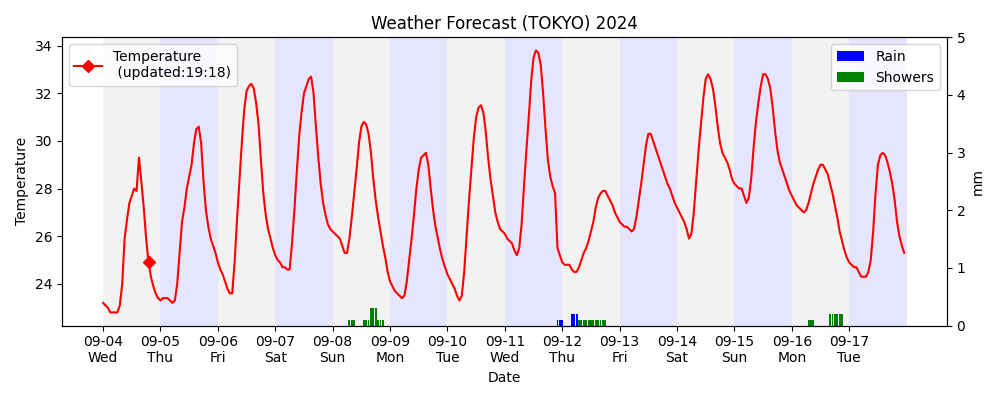 Weather Forecast (TOKYO) 2024
Temperature
(updated:19:18)
Rain
Showers
34
32
30
28
26
24
Temperature
5
4
3
2
1
0
mm
09-04 09-05 09-06 09-07 09-08 09-09 09-10 09-11 09-12 09-13 09-14 09-15 09-16 09-17
Wed Thu Fri Sat Sun Mon Tue Wed Thu Fri Sat Sun Mon Tue
Date